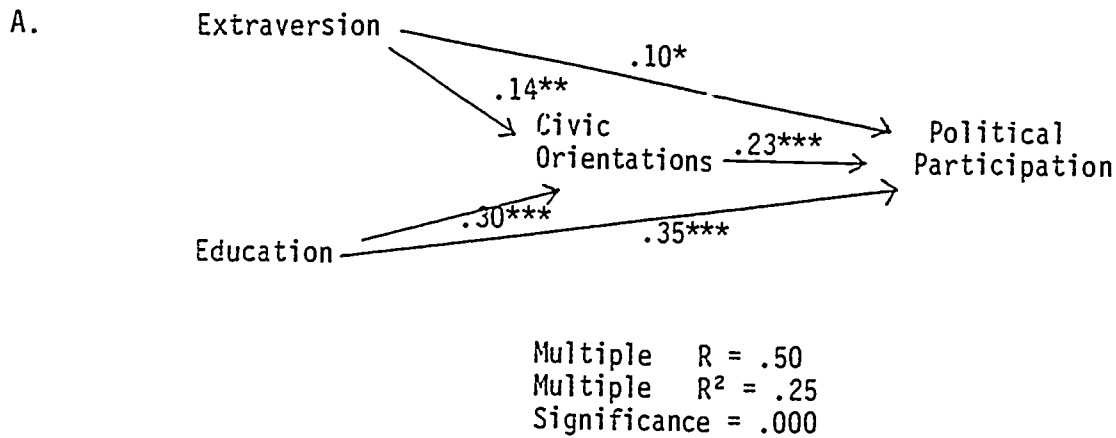 A.
Extraversion
.10*
.14**
Civic
Orientations
.23***
Political
Participation
.30***
.35***
Education
Multiple R = .50
Multiple R² = .25
Significance = .000